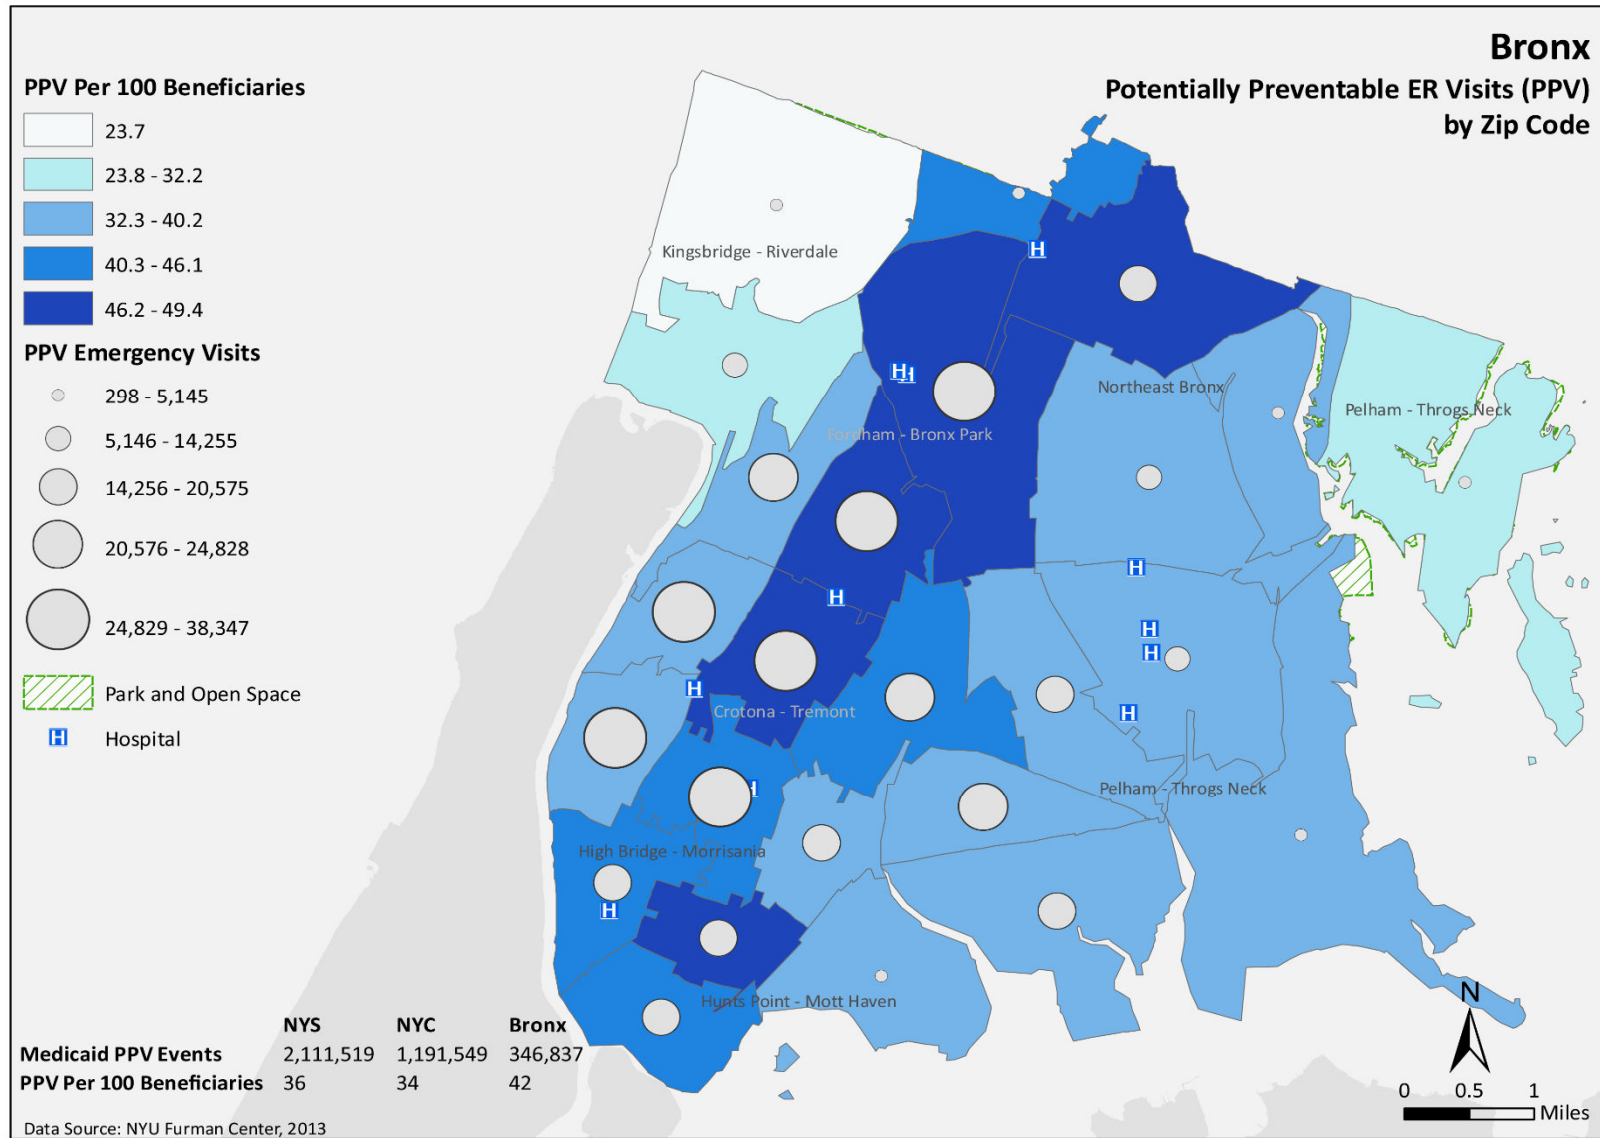 Bronx
Potentially Preventable ER Visits (PPV)
by Zip Code
PPV Per 100 Beneficiaries
23.7
23.8 - 32.2
32.3 - 40.2
40.3 - 46.1
46.2 - 49.4
PPV Emergency Visits
298 - 5,145
5,146 - 14,255
14,256 - 20,575
20,576 - 24,828
24,829 - 38,347
Park and Open Space
H Hospital
Kingsbridge - Riverdale
H
Northeast Bronx
H H
Pelham - Throgs Neck
Fordham - Bronx Park
H
H
H
H
H
Crotona - Tremont
H
H
Pelham - Throgs Neck
High Bridge - Morrisania
H
Hunts Point - Mott Haven
N
NYS NYC Bronx
Medicaid PPV Events 2,111,519 1,191,549 346,837
PPV Per 100 Beneficiaries 36 34 42
0 0.5 1
Miles
Data Source: NYU Furman Center, 2013